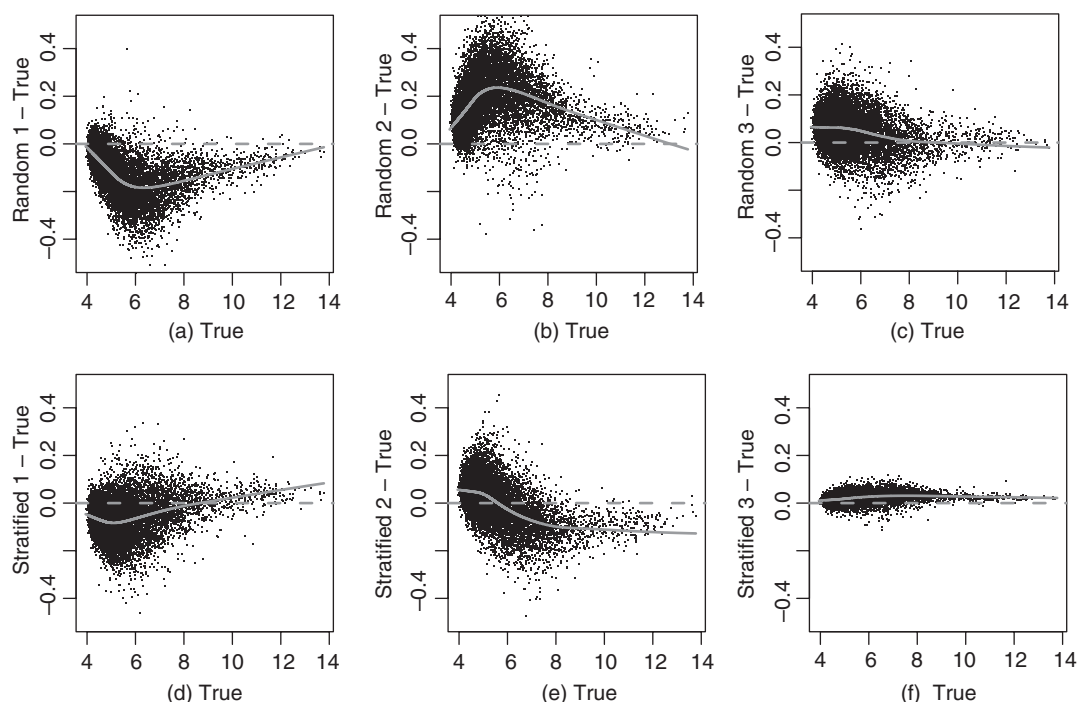 Random 1 – True
0.4
0.2
0.0
−0.4
4 6 8 10 12 14
(a) True
Random 2 – True
0.4
0.2
0.0
−0.4
4 6 8 10 12 14
(b) True
Random 3 – True
0.4
0.2
0.0
−0.4
4 6 8 10 12 14
(c) True
Stratified 1 – True
0.4
0.2
0.0
−0.4
4 6 8 10 12 14
(d) True
Stratified 2 – True
0.4
0.2
0.0
−0.4
4 6 8 10 12 14
(e) True
Stratified 3 – True
0.4
0.2
0.0
−0.4
4 6 8 10 12 14
(f) True